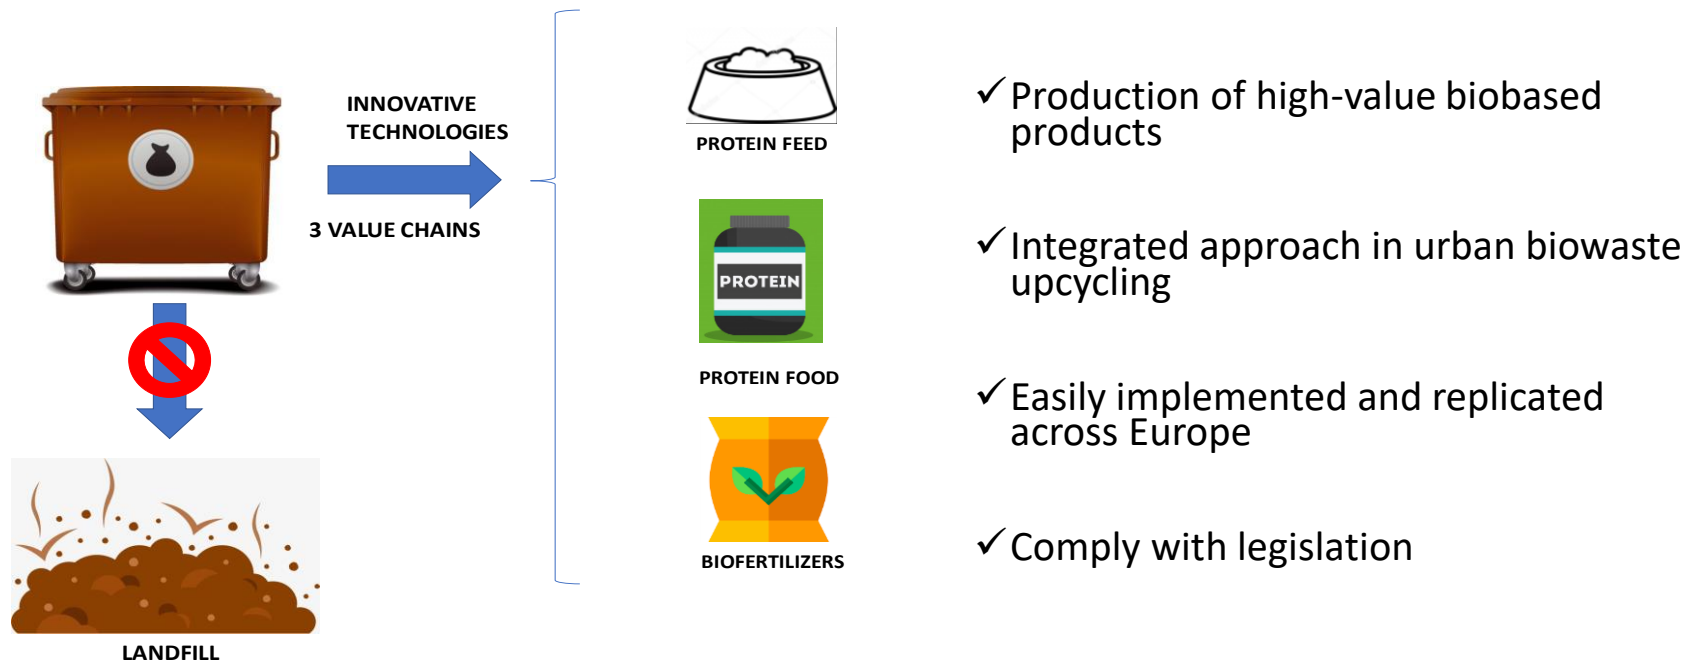 INNOVATIVE
TECHNOLOGIES
3 VALUE CHAINS
LANDFILL
PROTEIN FEED
PROTEIN
PROTEIN FOOD
BIOFERTILIZERS
✓ Production of high-value biobased
products
✓ Integrated approach in urban biowaste
upcycling
✓ Easily implemented and replicated
across Europe
✓ Comply with legislation